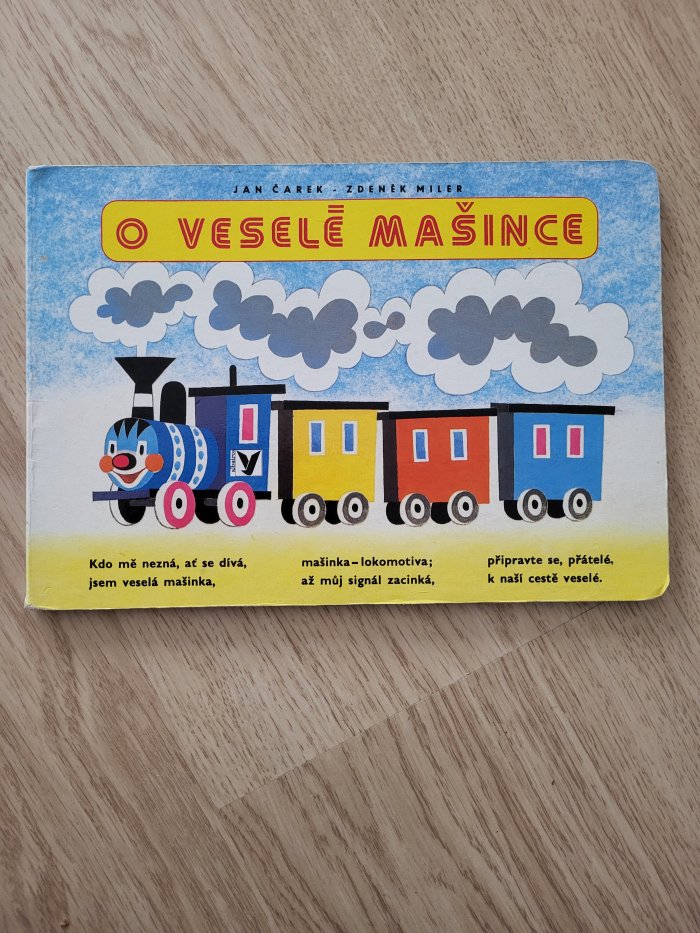 JAN ČAREK - ZDENĚK MILER
O VESELÉ MAŠINCE
albatros
Kdo mě nezná, ať se dívá,
jsem veselá mašinka,
mašinka-lokomotiva;
až můj signál zacinká,
připravte se, přátelé,
k naší cestě veselé.